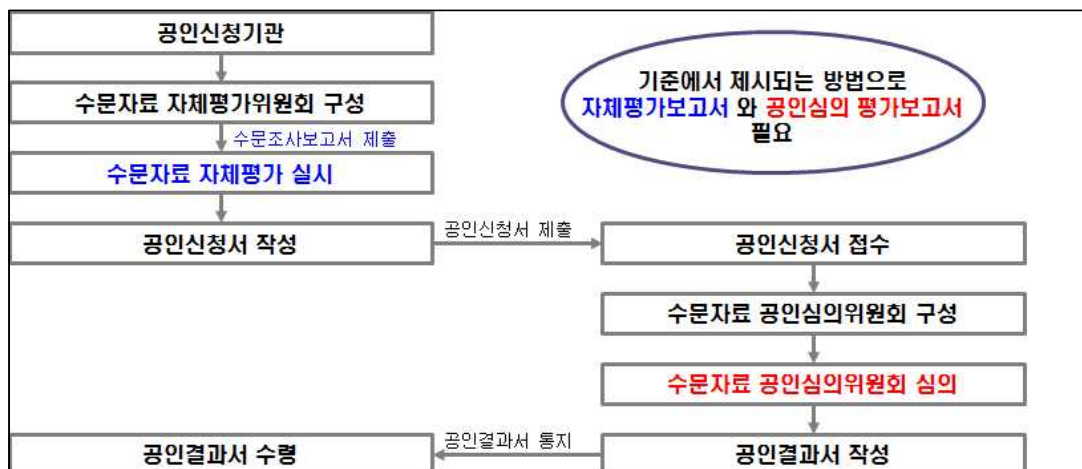 공인신청기관
기준에서 제시되는 방법으로
자체평가보고서 와 공인심의 평가보고서
필요
수문자료 자체평가위원회 구성
수문조사보고서 제출
수문자료 자체평가 실시
공인신청서 작성
공인신청서 제출
공인신청서 접수
수문자료 공인심의위원회 구성
수문자료 공인심의위원회 심의
공인결과서 수령
공인결과서 통지
공인결과서 작성